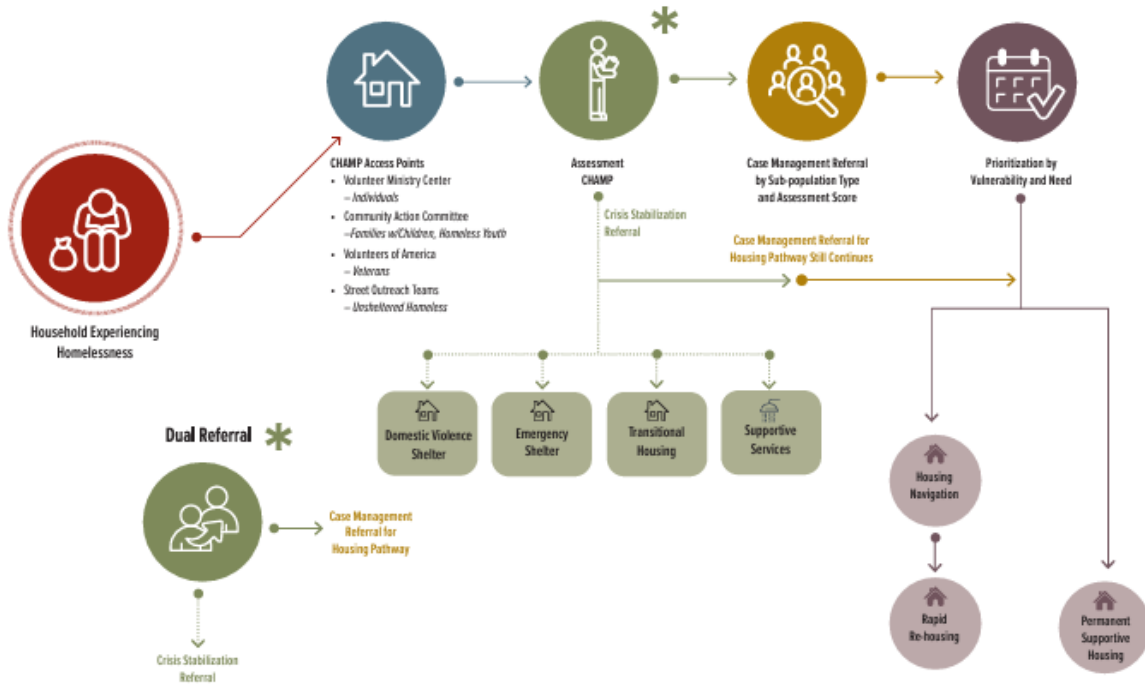 Household Experiencing
Homelessness
CHAMP Access Points
• Volunteer Ministry Center
– Individuals
• Community Action Committee
–Families w/Children, Homeless Youth
• Volunteers of America
– Veterans
• Street Outreach Teams
– Unsheltered Homeless
Assessment
CHAMP
Case Management Referral
by Sub-population Type
and Assessment Score
Prioritization by
Vulnerability and Need
Crisis Stabilization
Referral
Case Management Referral for
Housing Pathway Still Continues
Domestic Violence
Shelter
Emergency
Shelter
Transitional
Housing
Supportive
Services
Dual Referral
Case Management
Referral for
Housing Pathway
Crisis Stabilization
Referral
Housing
Navigation
Rapid
Re-housing
Permanent
Supportive
Housing